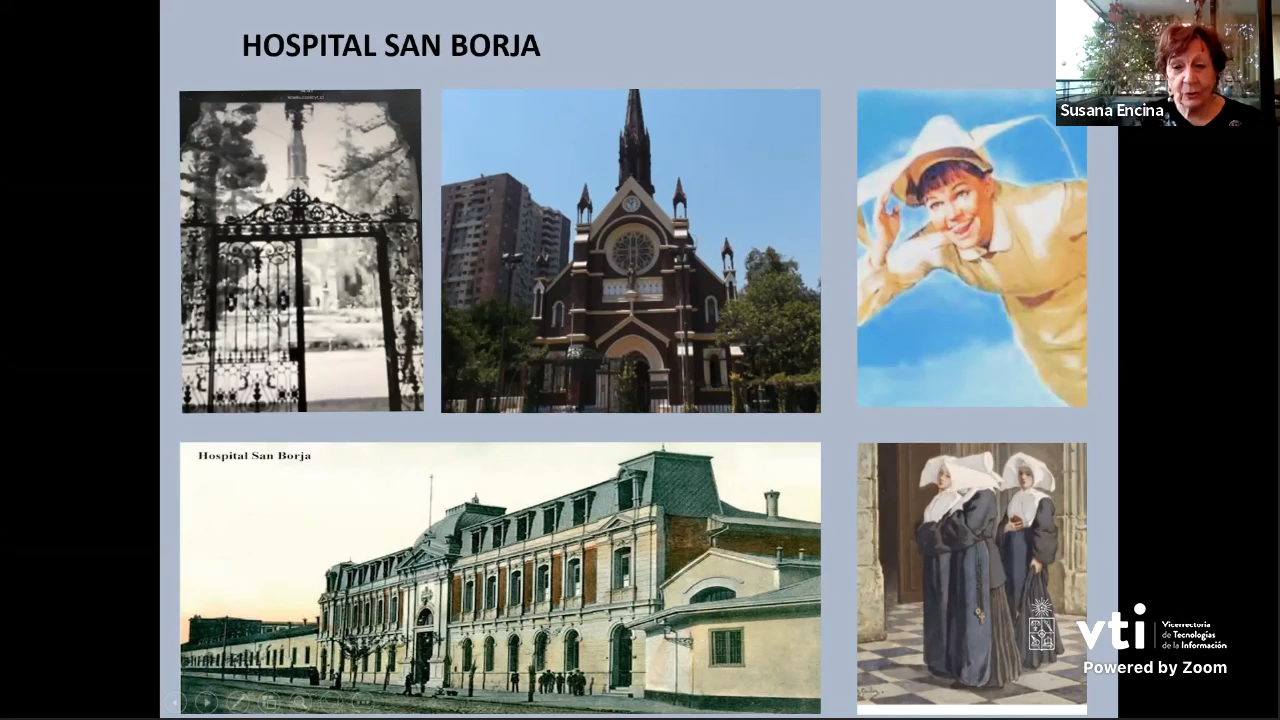 HOSPITAL SAN BORJA
Susana Encina
Hospital San Borja
vti
Vicerrectoría
de Tecnologías
de la Información
Powered by Zoom